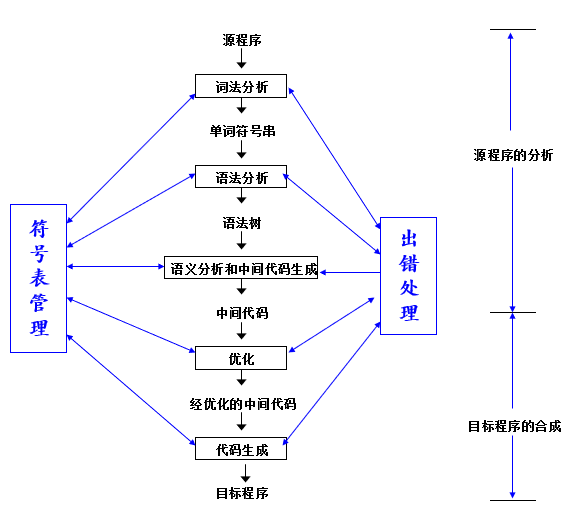 源程序
词法分析
单词符号串
语法分析
语法树
语义分析和中间代码生成
中间代码
优化
经优化的中间代码
代码生成
目标程序
符号表管理
出错处理
源程序的分析
目标程序的合成